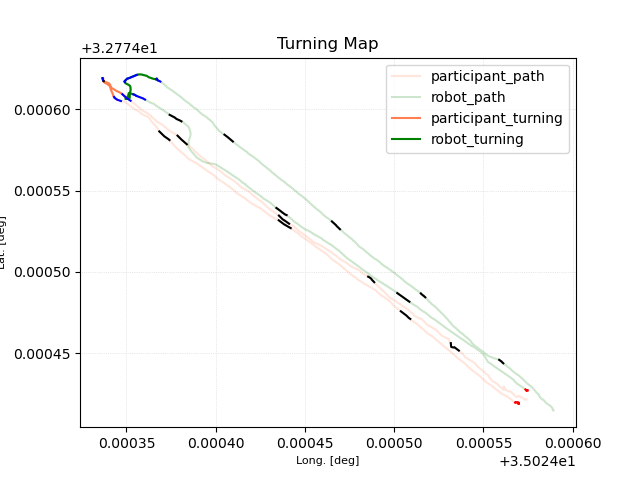 Turning Map
+3.2774e1
participant_path
robot_path
participant_turning
robot_turning
0.00060
0.00055
0.00050
0.00045
Lat. [deg]
0.00035 0.00040 0.00045 0.00050 0.00055 0.00060
Long. [deg]
+3.5024e1